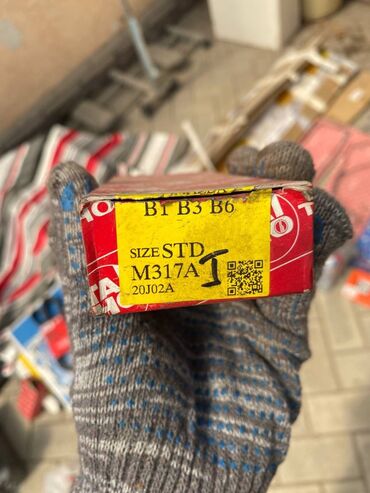 B1 B3 B6
SIZE STD
M317A I
20J02A